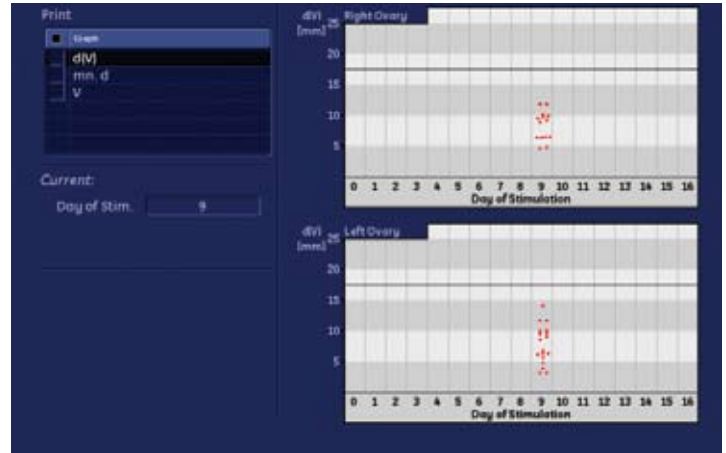 Print
Graph
d(V)
mn. d
V
Current:
Day of Stim. 9
d(V)
[mm]
Right Ovary
25
20
15
10
5
0 1 2 3 4 5 6 7 8 9 10 11 12 13 14 15 16
Day of Stimulation
d(V)
[mm]
Left Ovary
25
20
15
10
5
0 1 2 3 4 5 6 7 8 9 10 11 12 13 14 15 16
Day of Stimulation